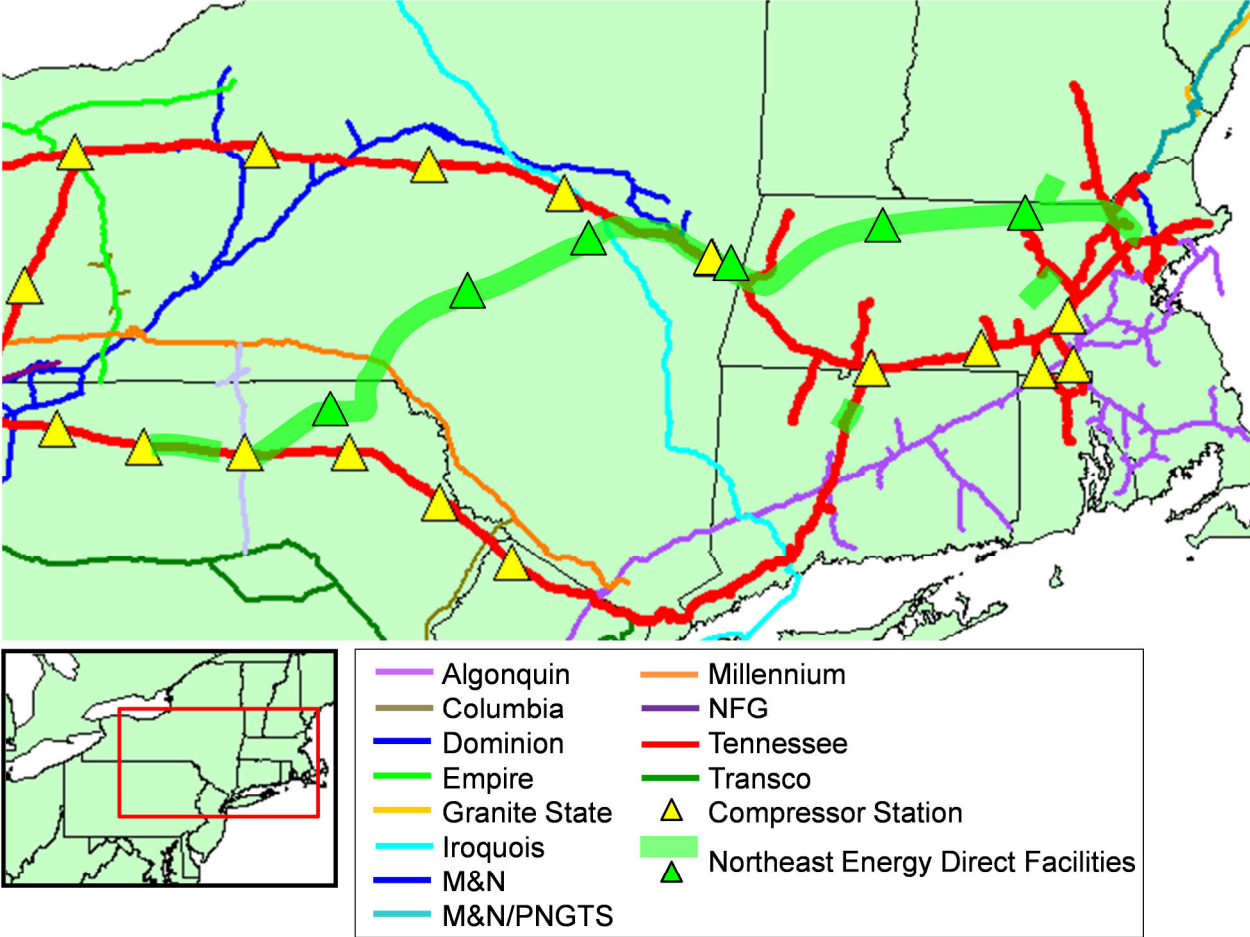 Algonquin
Columbia
Dominion
Empire
Granite State
Iroquois
M&N
M&N/PNGTS
Millennium
NFG
Tennessee
Transco
Compressor Station
Northeast Energy Direct Facilities